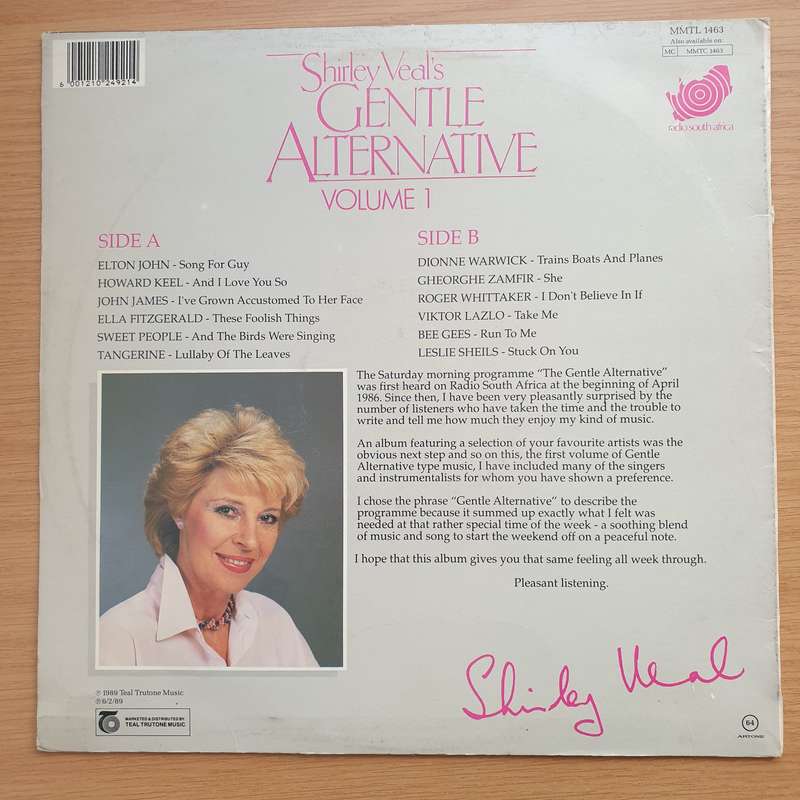 6 001210 249214
Shirley Veal's
GENTLE
ALTERNATIVE
VOLUME 1
MMTL 1463
Also available on:
MC MMTC 1463
radio south africa
SIDE A
ELTON JOHN - Song For Guy
HOWARD KEEL - And I Love You So
JOHN JAMES - I've Grown Accustomed To Her Face
ELLA FITZGERALD - These Foolish Things
SWEET PEOPLE - And The Birds Were Singing
TANGERINE - Lullaby Of The Leaves
SIDE B
DIONNE WARWICK - Trains Boats And Planes
GHEORGHE ZAMFIR - She
ROGER WHITTAKER - I Don't Believe In If
VIKTOR LAZLO - Take Me
BEE GEES - Run To Me
LESLIE SHEILS - Stuck On You
The Saturday morning programme “The Gentle Alternative”
was first heard on Radio South Africa at the beginning of April
1986. Since then, I have been very pleasantly surprised by the
number of listeners who have taken the time and the trouble to
write and tell me how much they enjoy my kind of music.
An album featuring a selection of your favourite artists was the
obvious next step and so on this, the first volume of Gentle
Alternative type music, I have included many of the singers
and instrumentalists for whom you have shown a preference.
I chose the phrase “Gentle Alternative” to describe the
programme because it summed up exactly what I felt was
needed at that rather special time of the week - a soothing blend
of music and song to start the weekend off on a peaceful note.
I hope that this album gives you that same feeling all week through.
Pleasant listening.
Shirley Veal
℗ 1989 Teal Trutone Music
℗ 6/2/89
MARKETED & DISTRIBUTED BY
TEAL TRUTONE MUSIC
64
ARTONE